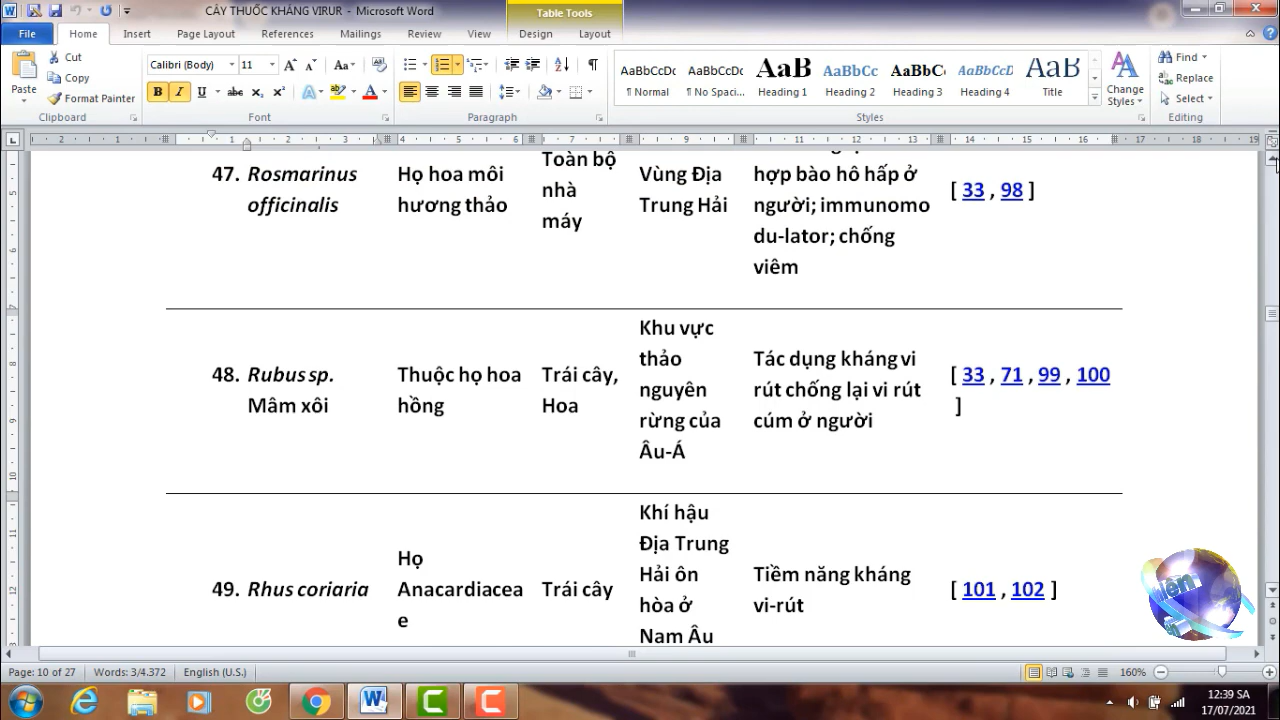 CÂY THUỐC KHÁNG VIRUR - Microsoft Word
Table Tools
File Home Insert Page Layout References Mailings Review View Design Layout
Paste
Cut
Copy
Format Painter
Clipboard
Calibri (Body) 11
Font
Paragraph
AaBbCcDc ¶ Normal
AaBbCcDc ¶ No Spaci...
AaB Heading 1
AaBbCc Heading 2
AaBbC Heading 3
AaBbCcD Heading 4
AaB Title
Change Styles
Styles
Find
Replace
Select
Editing
47. Rosmarinus officinalis
Họ hoa môi hương thảo
Toàn bộ nhà máy
Vùng Địa Trung Hải
hợp bào hô hấp ở
người; immunomo
du-lator; chống
viêm
[ 33 , 98 ]
48. Rubus sp.
Mâm xôi
Thuộc họ hoa hồng
Trái cây, Hoa
Khu vực
thảo
nguyên
rừng của
Âu-Á
Tác dụng kháng vi
rút chống lại vi rút
cúm ở người
[ 33 , 71 , 99 , 100
]
49. Rhus coriaria
Họ
Anacardiacea
e
Trái cây
Khí hậu
Địa Trung
Hải ôn
hòa ở
Nam Âu
Tiềm năng kháng
vi-rút
[ 101 , 102 ]
Page: 10 of 27 Words: 3/4.372 English (U.S.) 160%
12:39 SA
17/07/2021